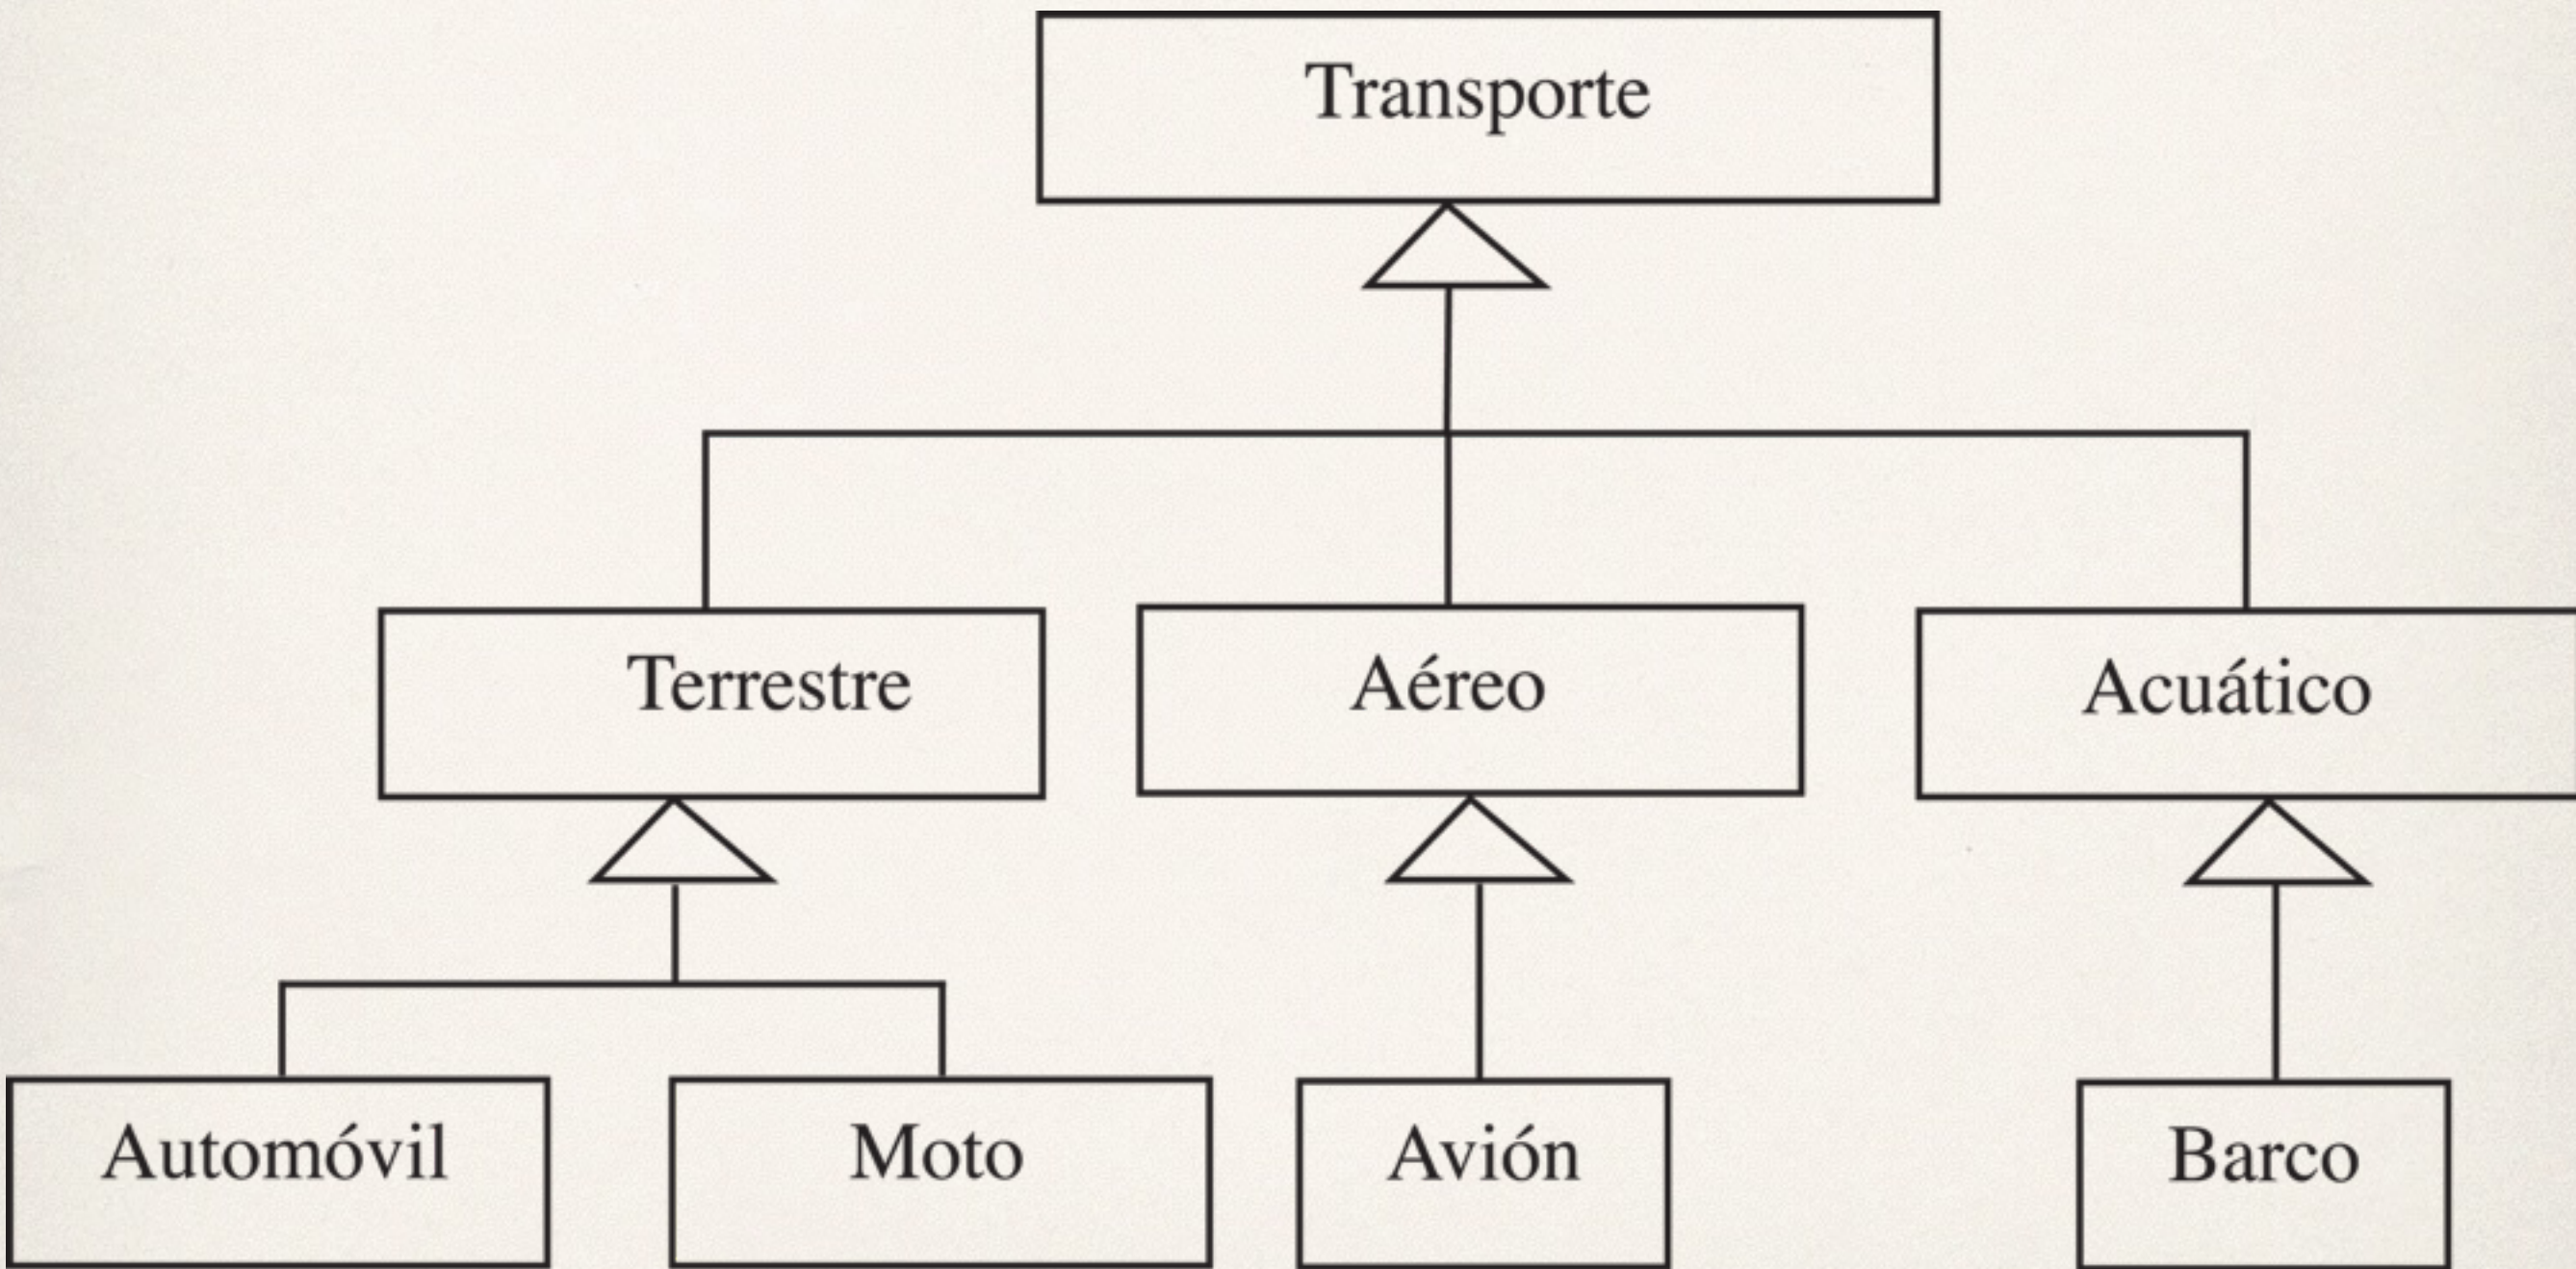 Transporte
Terrestre
Aéreo
Acuático
Automóvil
Moto
Avión
Barco